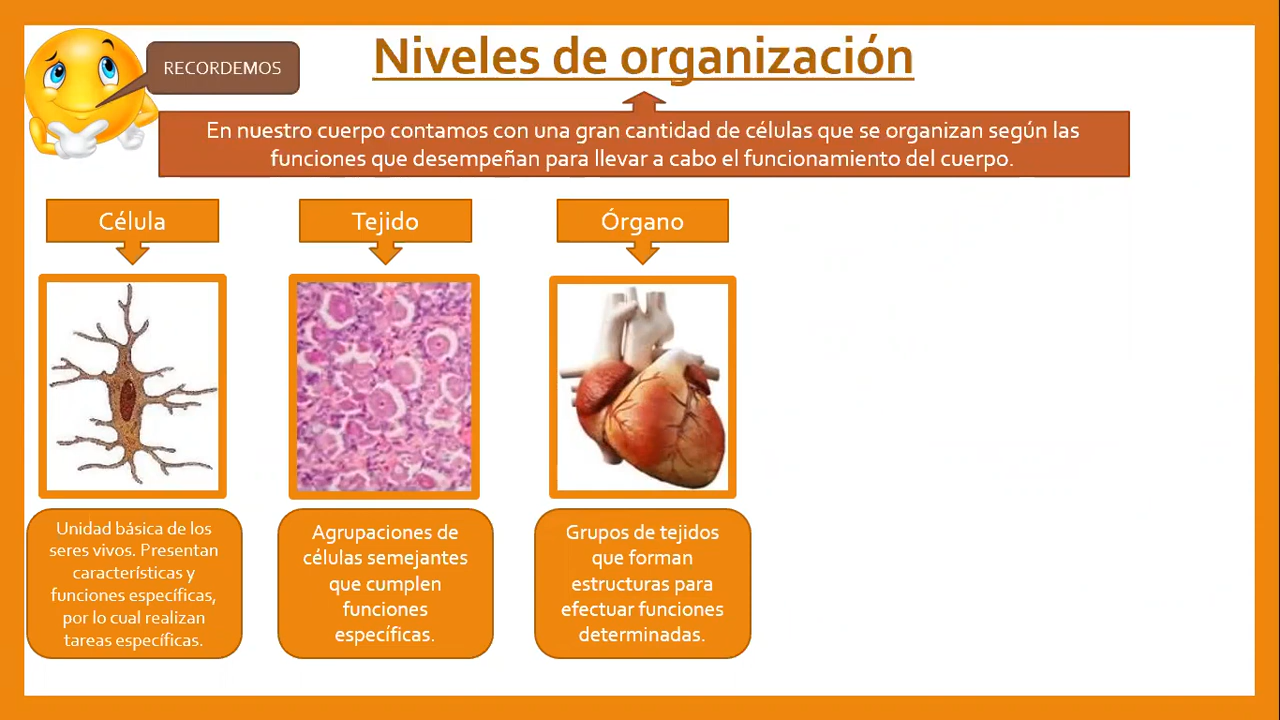 RECORDEMOS
Niveles de organización
En nuestro cuerpo contamos con una gran cantidad de células que se organizan según las
funciones que desempeñan para llevar a cabo el funcionamiento del cuerpo.
Célula
Unidad básica de los
seres vivos. Presentan
características y
funciones específicas,
por lo cual realizan
tareas específicas.
Tejido
Agrupaciones de
células semejantes
que cumplen
funciones
específicas.
Órgano
Grupos de tejidos
que forman
estructuras para
efectuar funciones
determinadas.